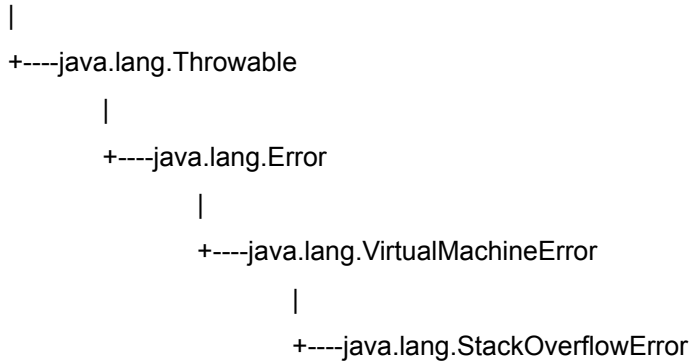 |
+----java.lang.Throwable
|
+----java.lang.Error
|
+----java.lang.VirtualMachineError
|
+----java.lang.StackOverflowError